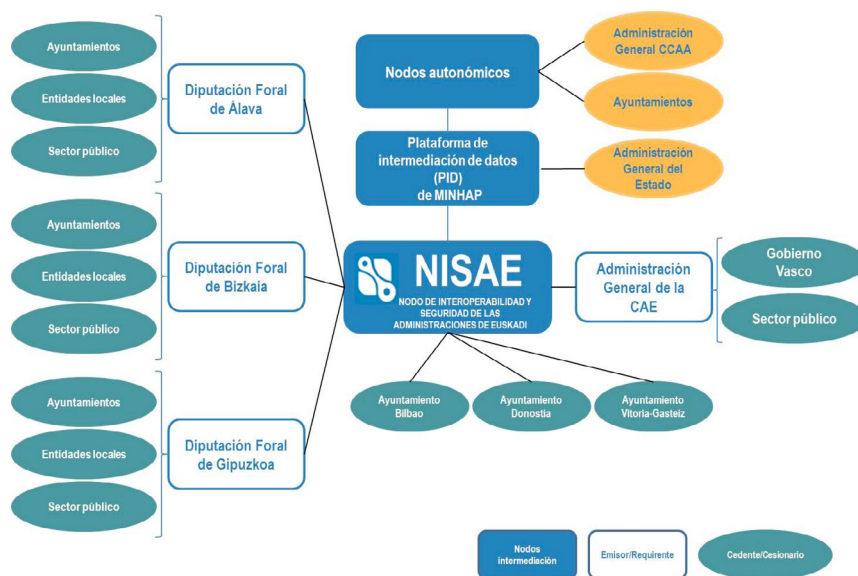 Ayuntamientos
Entidades locales
Sector público
Diputación Foral
de Álava
Ayuntamientos
Entidades locales
Sector público
Diputación Foral
de Bizkaia
Ayuntamientos
Entidades locales
Sector público
Diputación Foral
de Gipuzkoa
Nodos autonómicos
Administración
General CCAA
Ayuntamientos
Plataforma de
intermediación de datos
(PID)
de MINHAP
Administración
General del
Estado
NISAE
NODO DE INTEROPERABILIDAD Y
SEGURIDAD DE LAS
ADMINISTRACIONES DE EUSKADI
Administración
General de la
CAE
Gobierno
Vasco
Sector público
Ayuntamiento
Bilbao
Ayuntamiento
Donostia
Ayuntamiento
Vitoria-Gasteiz
Nodos
intermediación
Emisor/Requirente
Cedente/Cesionario